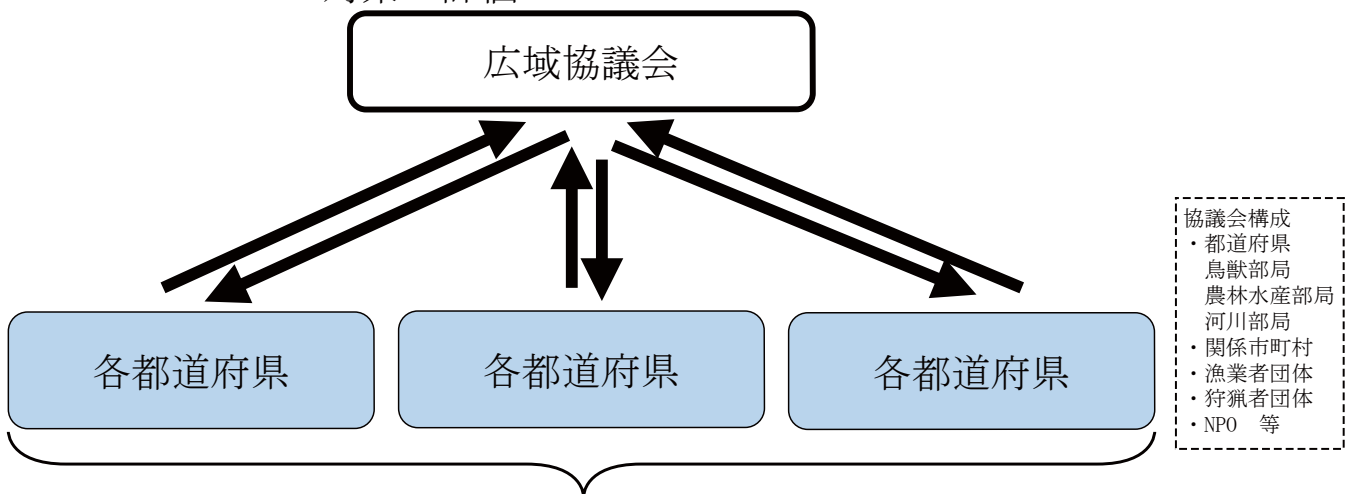 広域協議会
各都道府県
各都道府県
各都道府県
協議会構成
・都道府県
鳥獣部局
農林水産部局
河川部局
・関係市町村
・漁業者団体
・狩猟者団体
・NPO 等